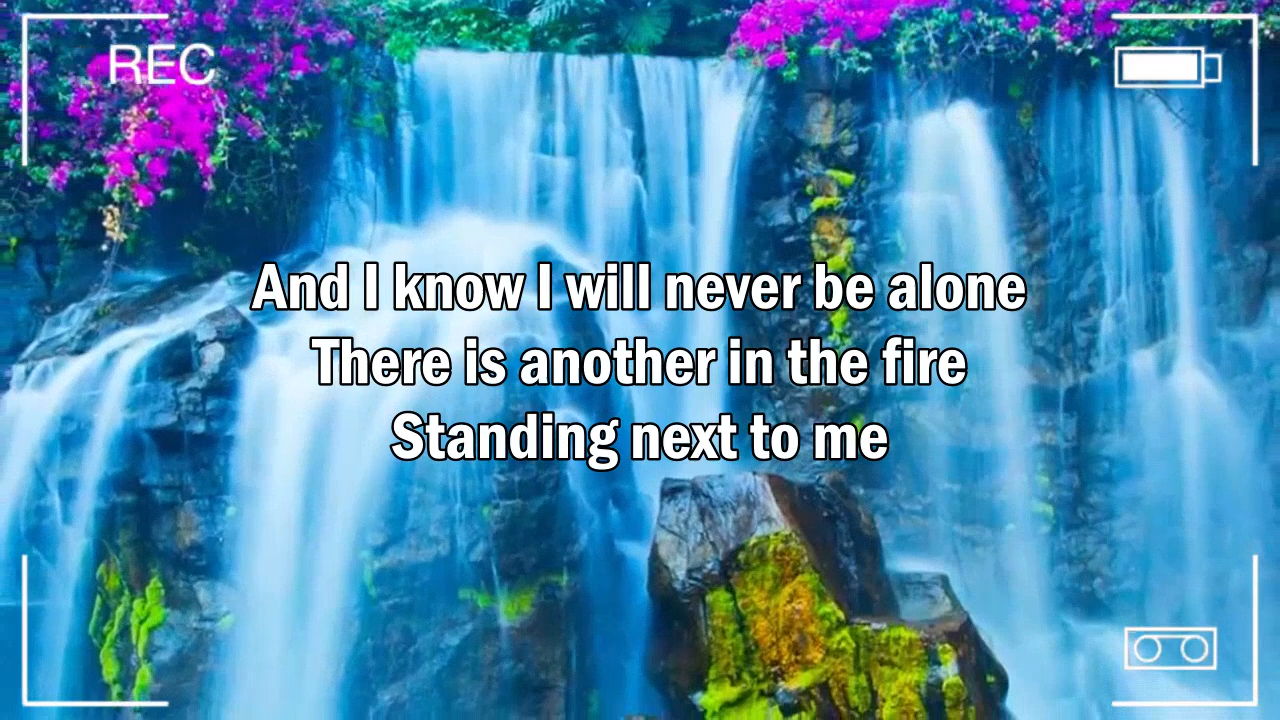 REC
And I know I will never be alone
There is another in the fire
Standing next to me